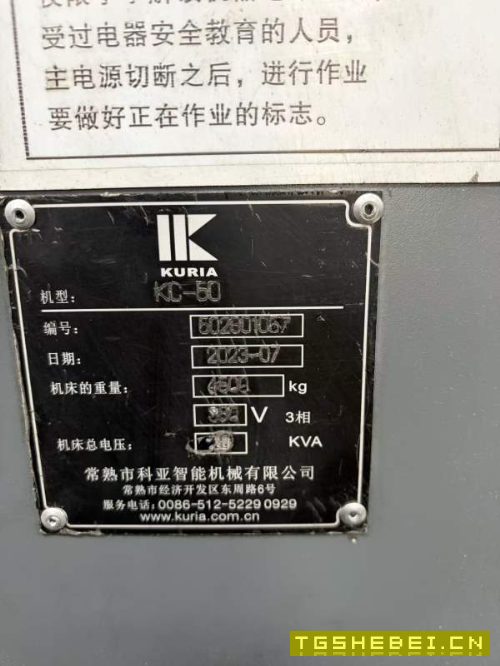 受过电器安全教育的人员，
主电源切断之后，进行作业
要做好正在作业的标志。
KURIA
机型： KC-50
编号： 502801067
日期： 2023-07
机床的重量： kg
V 3相
机床总电压： KVA
常熟市科亚智能机械有限公司
常熟市经济开发区东周路6号
服务电话：0086-512-5229 0929
www.kuria.com.cn
TGSHEBEI.CN